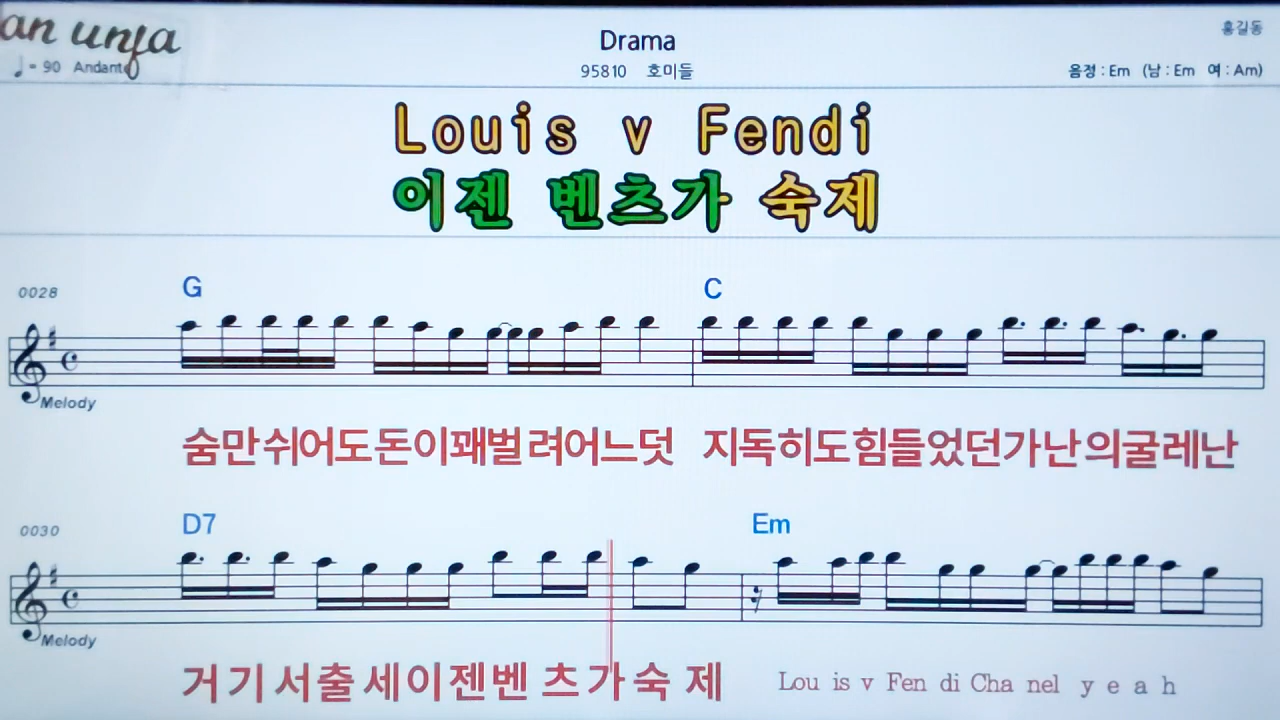 an unja
Drama
홍길동
♩= 90 Andante
95810 호미들
음정 : Em (남 : Em 여 : Am)
Louis v Fendi
이젠 벤츠가 숙제
0028
G C
Melody
숨만쉬어도돈이꽤벌려어느덧 지독히도힘들었던가난의굴레난
0030
D7 Em
Melody
거기서출세이젠벤츠가숙제 Lou is v Fen di Cha nel y e a h